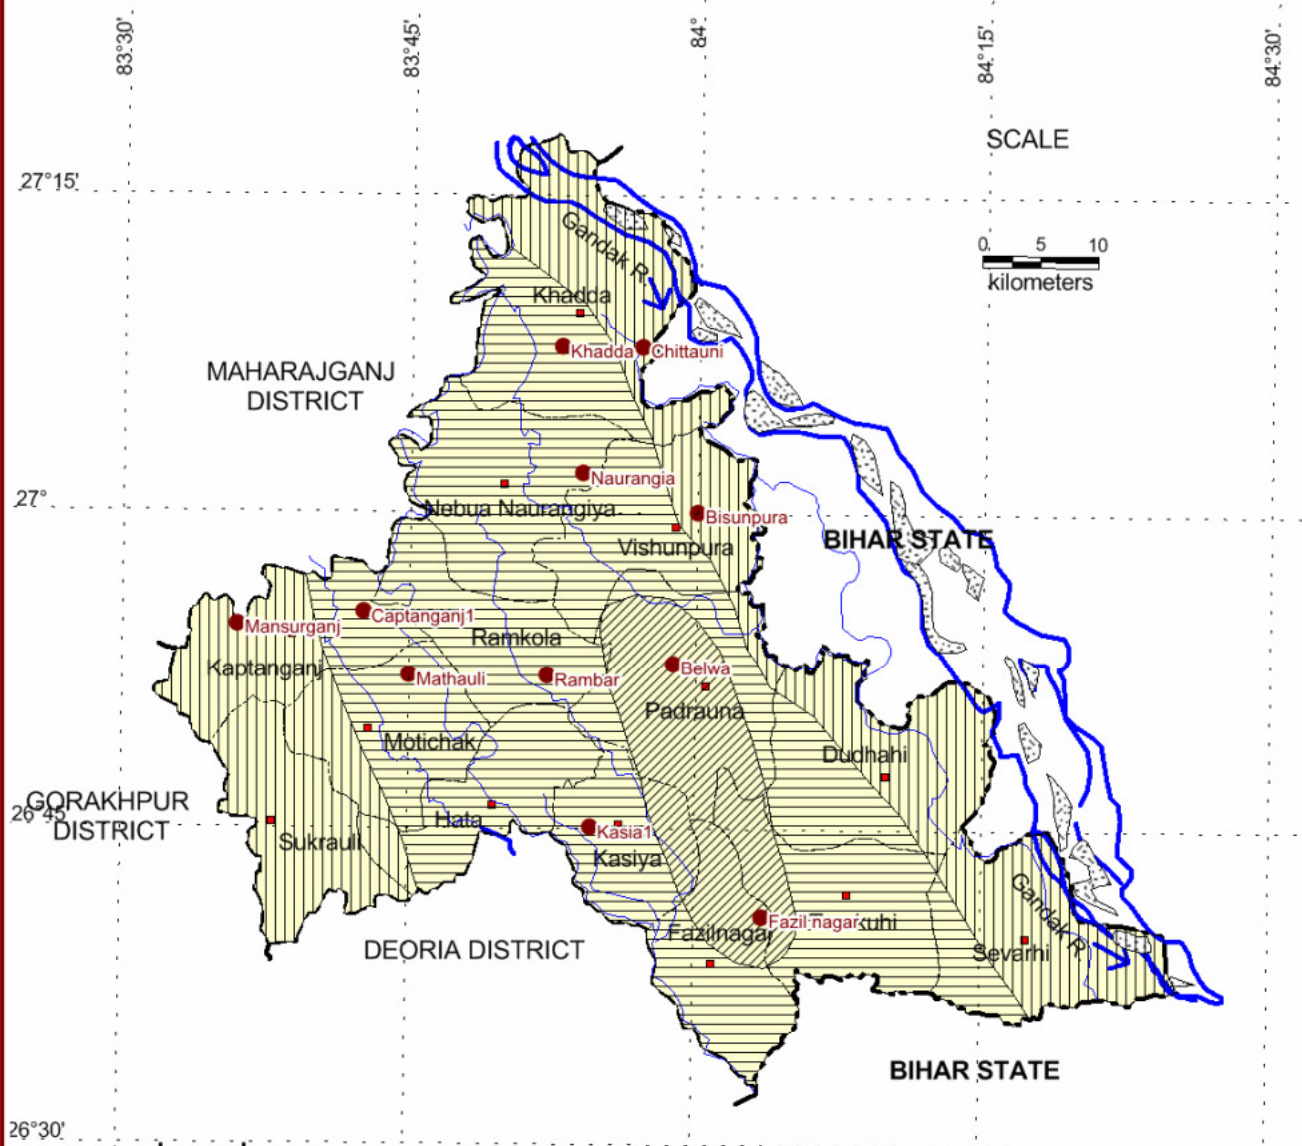 83°30'
83°45'
84°
84°15'
84°30'
SCALE
27°15'
0. 5 10
kilometers
Gandak R.
Khadda
Khadda
Chittauni
MAHARAJGANJ
DISTRICT
Naurangia
27°
Nebua Naurangiya
Bisunpura
Vishunpura
BIHAR STATE
Captanganj1
Mansurganj
Ramkola
Kaptanganj
Mathauli
Rambar
Belwa
Padrauna
Motichak
Dudhahi
GORAKHPUR
DISTRICT
26°45'
Hata
Kasia1
Sukrauli
Kasiya
Gandak R.
Fazil nagar
kuhi
Fazilnagar
DEORIA DISTRICT
Sevarhi
BIHAR STATE
26°30'